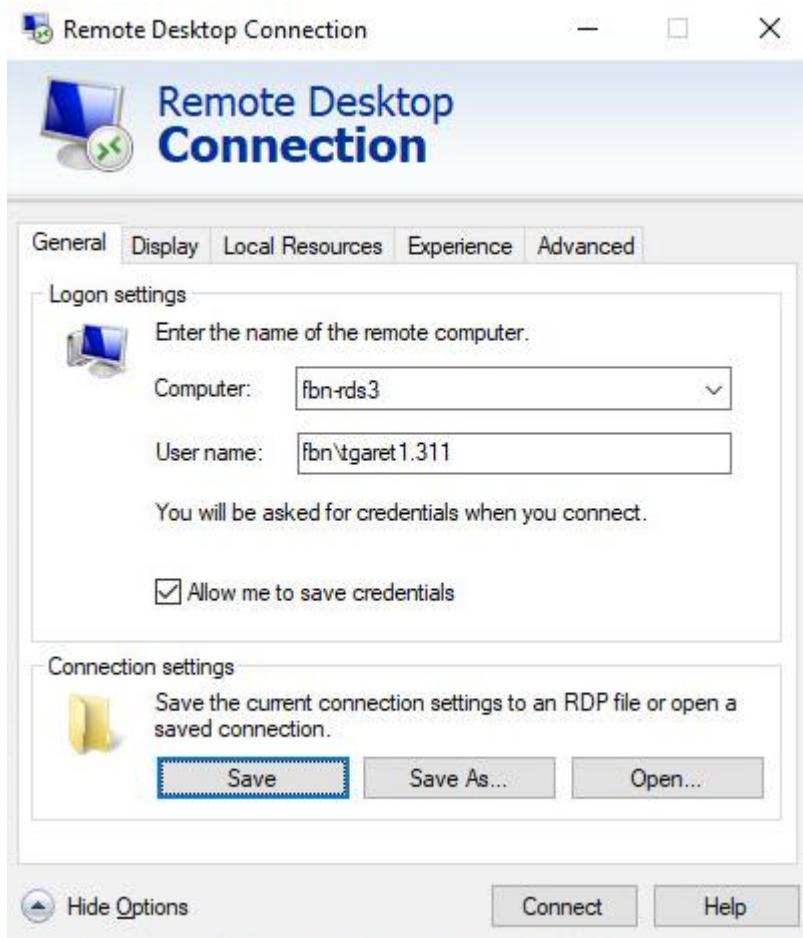 Remote Desktop Connection
Remote Desktop
Connection
General Display Local Resources Experience Advanced
Logon settings
Enter the name of the remote computer.
Computer: fbn-rds3
User name: fbn\tgaret1.311
You will be asked for credentials when you connect.
Allow me to save credentials
Connection settings
Save the current connection settings to an RDP file or open a
saved connection.
Save Save As... Open...
Hide Options Connect Help